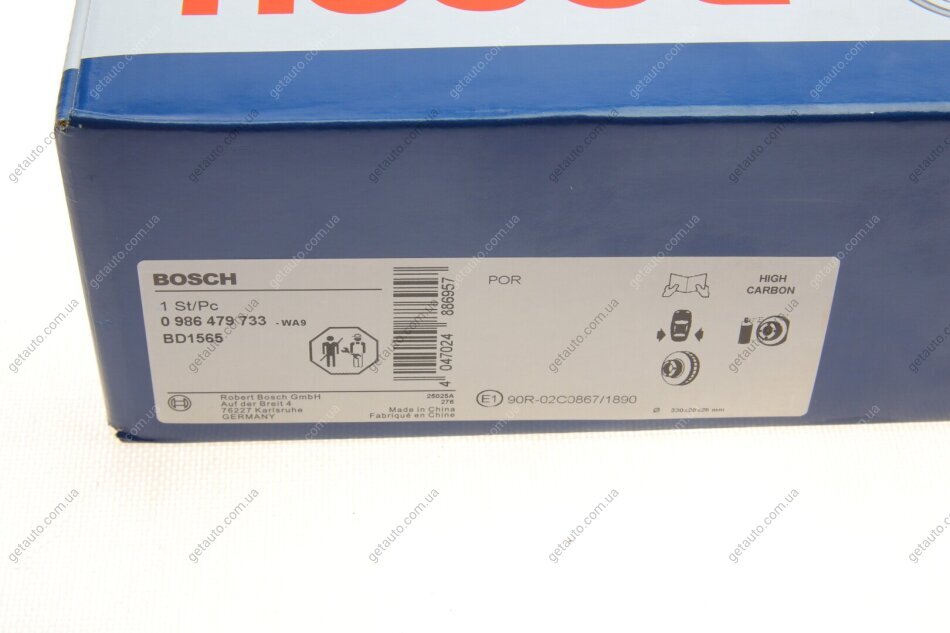 BOSCH
BOSCH
1 St/Pc
0 986 479 733 -WA9
BD1565
4 047024 886957
POR
HIGH
CARBON
Robert Bosch GmbH
Auf der Breit 4
76227 Karlsruhe
GERMANY
25025A
276
Made in China
Fabriqué en Chine
E1 90R-02C0867/1890
getauto.com.ua